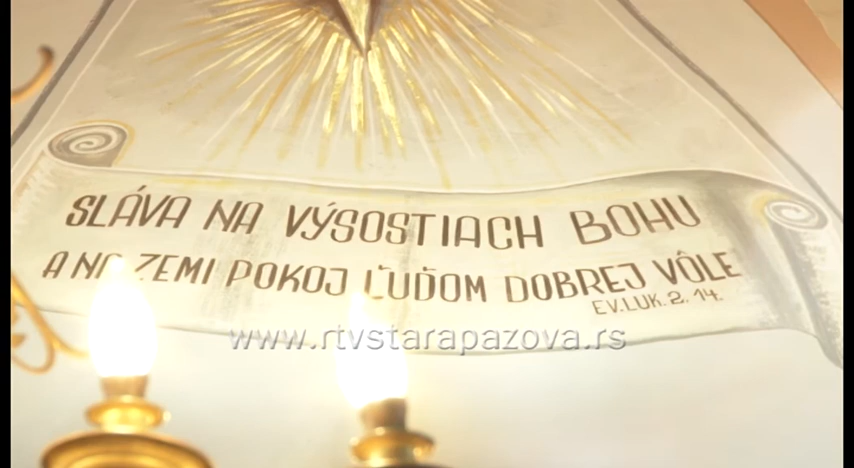 SLÁVA NA VÝSOSTIACH BOHU
A NA ZEMI POKOJ ĽUĎOM DOBREJ VÔLE
EV.LUK. 2. 14.
www.rtvstarapazova.rs